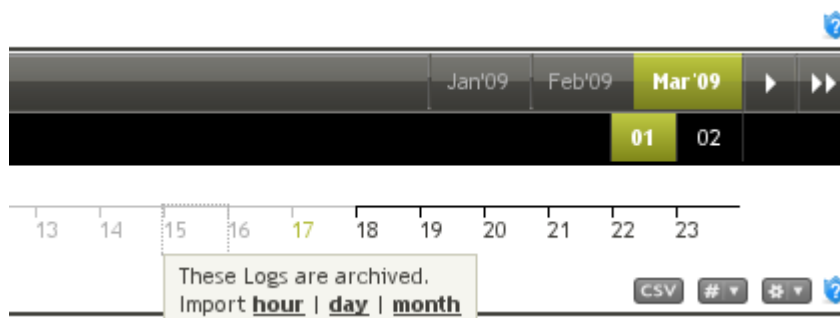 ?
Jan'09 Feb'09 Mar'09
01 02
13 14 15 16 17 18 19 20 21 22 23
These Logs are archived.
Import hour | day | month
CSV # ?